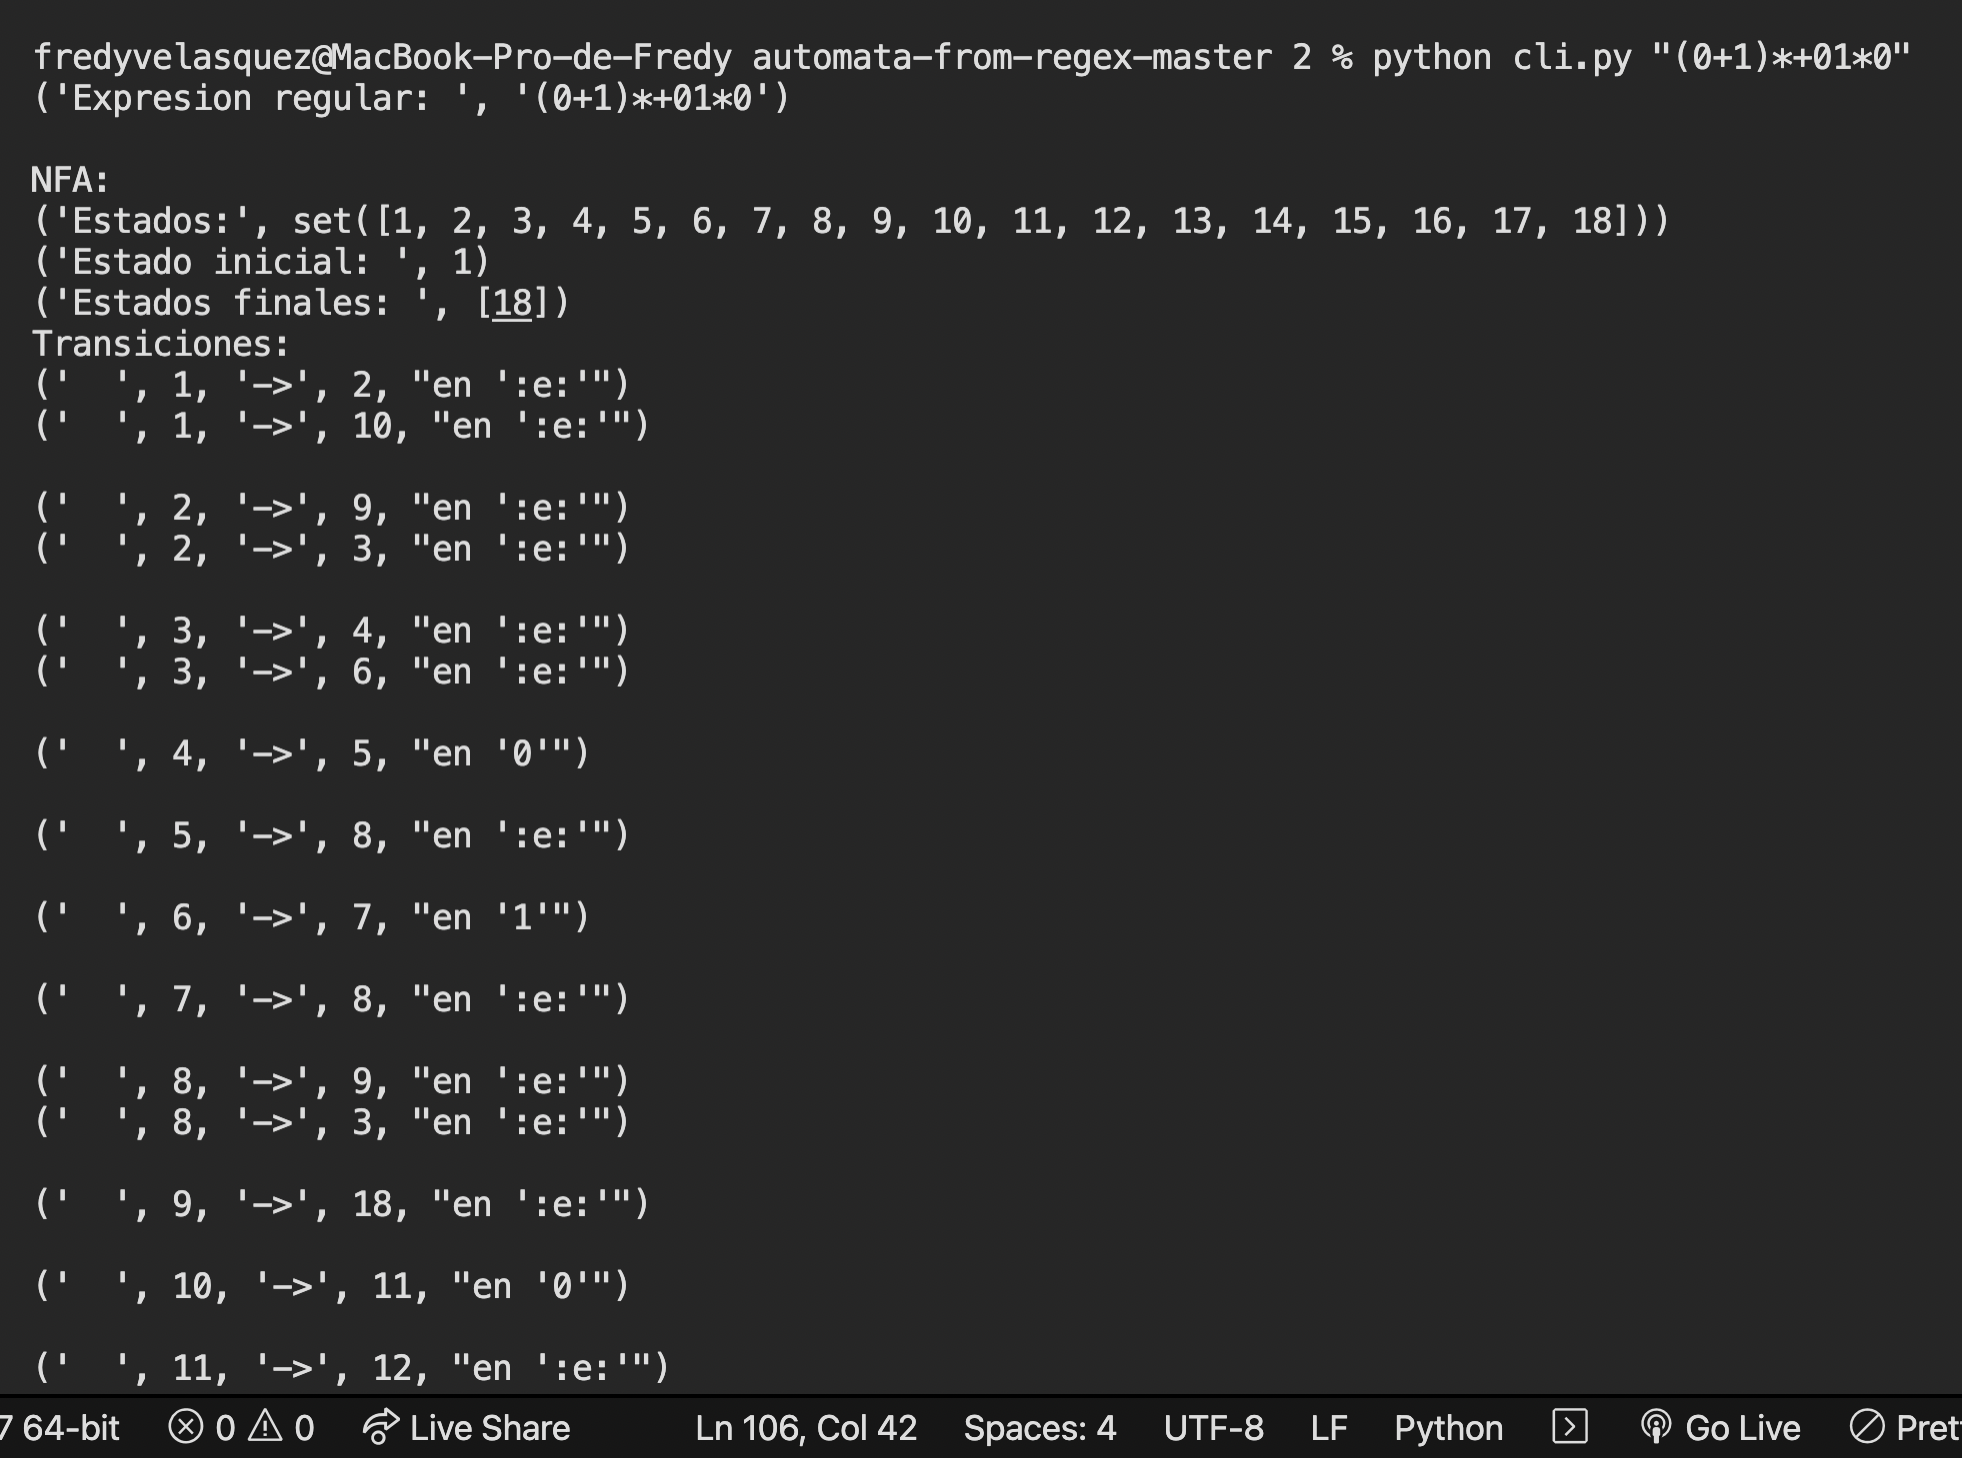 fredyvelasquez@MacBook-Pro-de-Fredy automata-from-regex-master 2 % python cli.py "(0+1)*+01*0"
('Expresion regular: ', '(0+1)*+01*0')
NFA:
('Estados:', set([1, 2, 3, 4, 5, 6, 7, 8, 9, 10, 11, 12, 13, 14, 15, 16, 17, 18]))
('Estado inicial: ', 1)
('Estados finales: ', [18])
Transiciones:
('  ', 1, '->', 2, "en ':e:'")
('  ', 1, '->', 10, "en ':e:'")
('  ', 2, '->', 9, "en ':e:'")
('  ', 2, '->', 3, "en ':e:'")
('  ', 3, '->', 4, "en ':e:'")
('  ', 3, '->', 6, "en ':e:'")
('  ', 4, '->', 5, "en '0'")
('  ', 5, '->', 8, "en ':e:'")
('  ', 6, '->', 7, "en '1'")
('  ', 7, '->', 8, "en ':e:'")
('  ', 8, '->', 9, "en ':e:'")
('  ', 8, '->', 3, "en ':e:'")
('  ', 9, '->', 18, "en ':e:'")
('  ', 10, '->', 11, "en '0'")
('  ', 11, '->', 12, "en ':e:'")
7 64-bit 0 0 Live Share Ln 106, Col 42 Spaces: 4 UTF-8 LF Python Go Live Pret